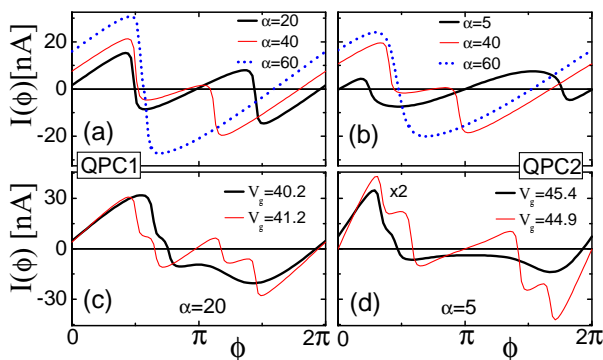 I(ϕ)[nA]
20
0
-20
α=20
α=40
α=60
(a)
α=5
α=40
α=60
(b)
QPC1
QPC2
I(ϕ) [nA]
30
0
-30
V_g=40.2
V_g=41.2
(c)
α=20
x2
V_g=45.4
V_g=44.9
(d)
α=5
0
π
2π
0
π
2π
ϕ
ϕ